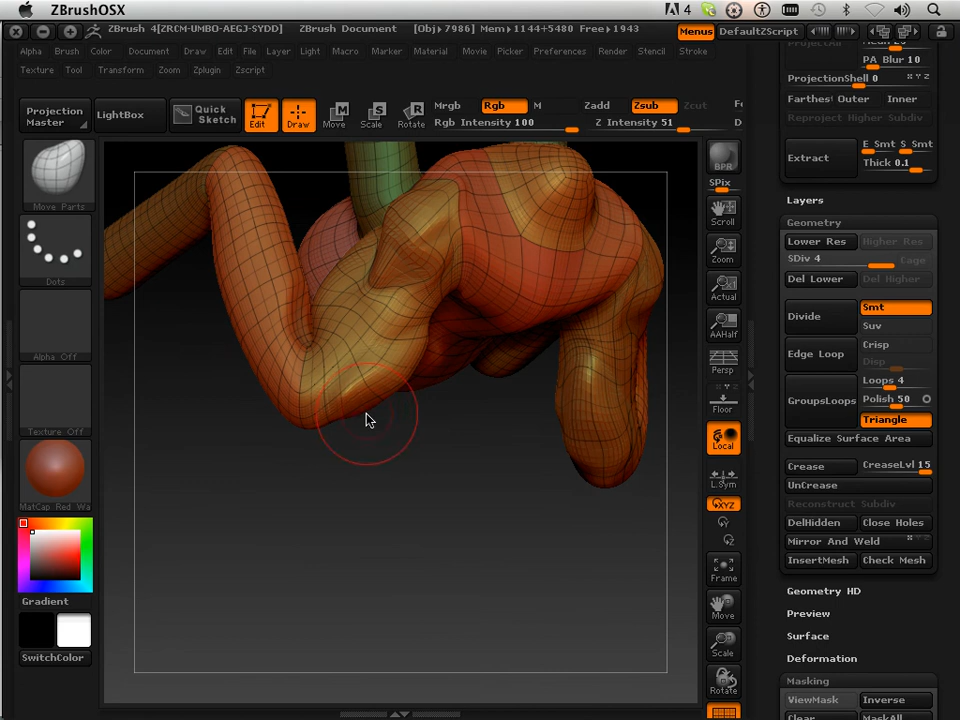 ZBrushOSX
4
ZBrush 4[ZRCM-UMBO-AEGJ-SYDD] ZBrush Document [Obj▸7986] Mem▸1144+5480 Free▸1943 Menus DefaultZScript
Alpha Brush Color Document Draw Edit File Layer Light Macro Marker Material Movie Picker Preferences Render Stencil Stroke
Texture Tool Transform Zoom Zplugin Zscript
Projection Master
LightBox
Quick Sketch
Edit
Draw
Move
Scale
Rotate
Mrgb Rgb M Zadd Zsub Zcut
Rgb Intensity 100 Z Intensity 51
Move Parts
Dots
Alpha Off
Texture Off
MatCap Red Wa
Gradient
SwitchColor
BPR
SPix
Scroll
Zoom
Actual
AAHalf
Persp
Floor
Local
L.Sym
XYZ
Frame
Move
Scale
Rotate
ProjectAll
PA Blur 10
ProjectionShell 0
Farthest Outer Inner
Reproject Higher Subdiv
Extract
E Smt S Smt
Thick 0.1
Layers
Geometry
Lower Res Higher Res
SDiv 4 Cage
Del Lower Del Higher
Divide
Smt
Suv
Edge Loop
Crisp
Disp
Loops 4
GroupsLoops
Polish 50
Triangle
Equalize Surface Area
Crease CreaseLvl 15
UnCrease
Reconstruct Subdiv
DelHidden Close Holes
Mirror And Weld
InsertMesh Check Mesh
Geometry HD
Preview
Surface
Deformation
Masking
ViewMask Inverse
Clear MaskAll